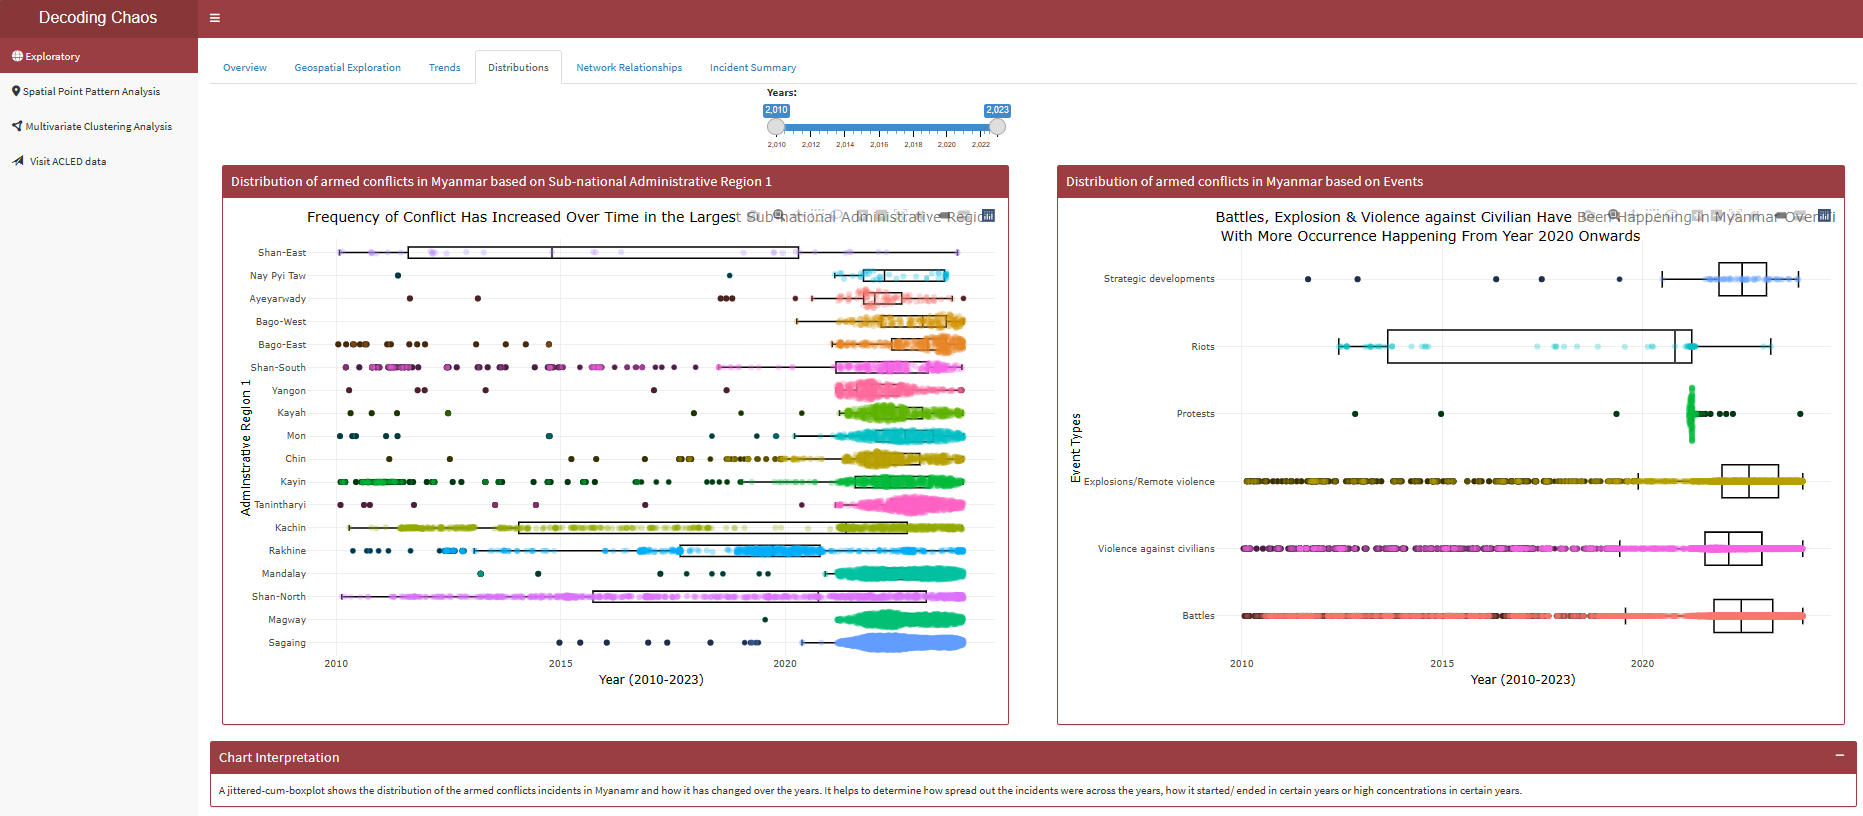 Decoding Chaos
Exploratory
Spatial Point Pattern Analysis
Multivariate Clustering Analysis
Visit ACLED data
Overview Geospatial Exploration Trends Distributions Network Relationships Incident Summary
Years:
2,010 2,023
2,010 2,012 2,014 2,016 2,018 2,020 2,022
Distribution of armed conflicts in Myanmar based on Sub-national Administrative Region 1
Frequency of Conflict Has Increased Over Time in the Largest Sub-national Administrative Regi
Adminstrative Region 1
Shan-East
Nay Pyi Taw
Ayeyarwady
Bago-West
Bago-East
Shan-South
Yangon
Kayah
Mon
Chin
Kayin
Tanintharyi
Kachin
Rakhine
Mandalay
Shan-North
Magway
Sagaing
2010 2015 2020
Year (2010-2023)
Distribution of armed conflicts in Myanmar based on Events
Battles, Explosion & Violence against Civilian Have Been Happening in Myanmar Over
With More Occurrence Happening From Year 2020 Onwards
Event Types
Strategic developments
Riots
Protests
Explosions/Remote violence
Violence against civilians
Battles
2010 2015 2020
Year (2010-2023)
Chart Interpretation
A jittered-cum-boxplot shows the distribution of the armed conflicts incidents in Myanamr and how it has changed over the years. It helps to determine how spread out the incidents were across the years, how it started/ ended in certain years or high concentrations in certain years.